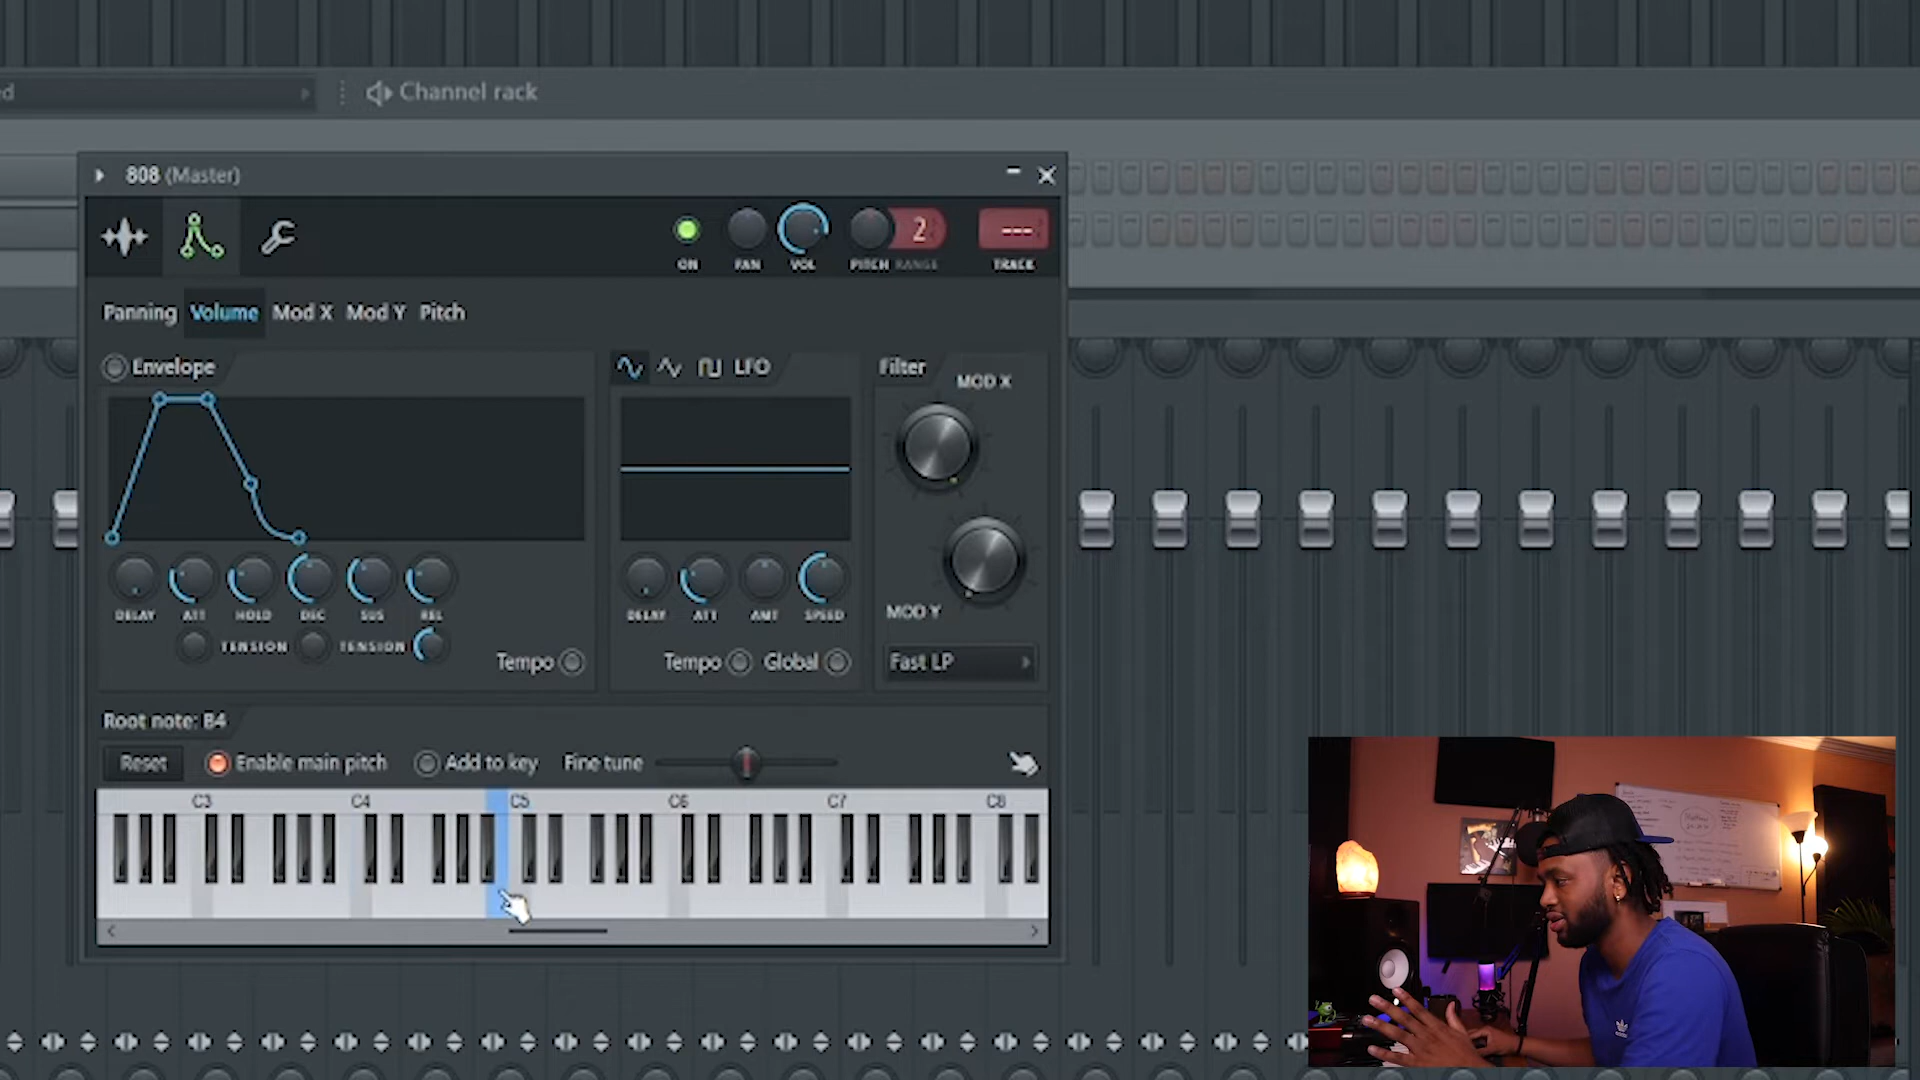 ed
Channel rack
808 (Master)
2
---
ON PAN VOL PITCH RANGE TRACK
Panning Volume Mod X Mod Y Pitch
Envelope
LFO
Filter
MOD X
DELAY ATT HOLD DEC SUS REL
DELAY ATT AMT SPEED
MOD Y
TENSION TENSION
Tempo
Tempo Global
Fast LP
Root note: B4
Reset Enable main pitch Add to key Fine tune
C3 C4 C5 C6 C7 C8